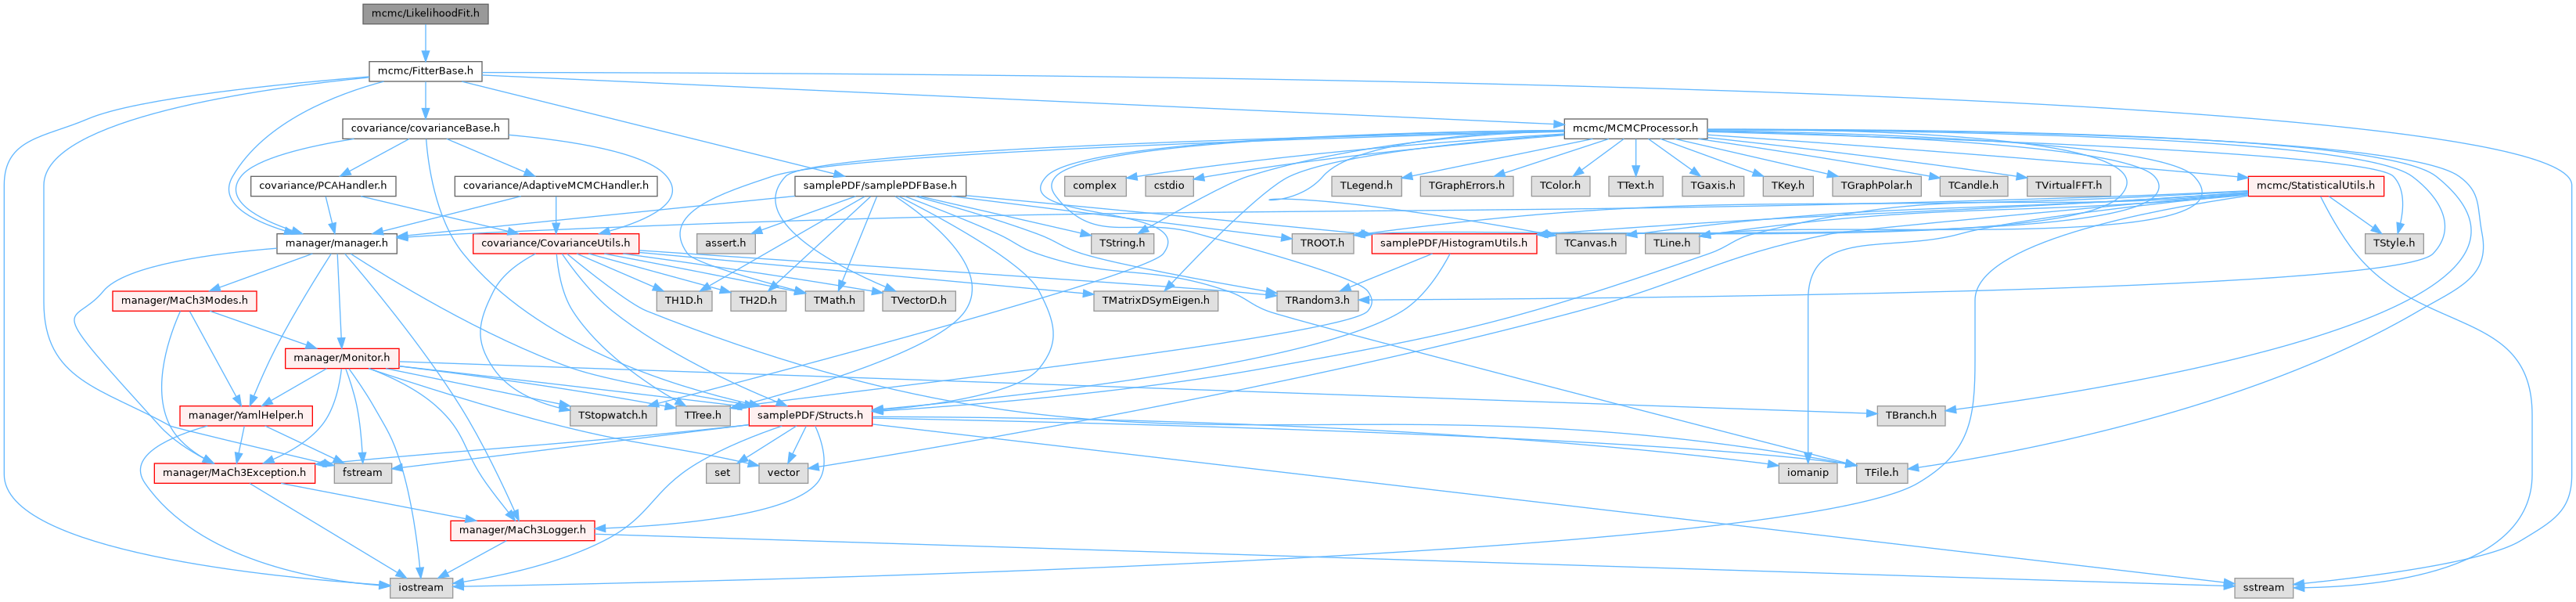 mcmc/LikelihoodFit.h
mcmc/FitterBase.h
covariance/covarianceBase.h
mcmc/MCMCProcessor.h
covariance/PCAHandler.h
covariance/AdaptiveMCMCHandler.h
samplePDF/samplePDFBase.h
complex
cstdio
TLegend.h
TGraphErrors.h
TColor.h
TText.h
TGaxis.h
TKey.h
TGraphPolar.h
TCandle.h
TVirtualFFT.h
mcmc/StatisticalUtils.h
manager/manager.h
covariance/CovarianceUtils.h
assert.h
TString.h
TROOT.h
samplePDF/HistogramUtils.h
TCanvas.h
TLine.h
TStyle.h
manager/MaCh3Modes.h
TH1D.h
TH2D.h
TMath.h
TVectorD.h
TMatrixDSymEigen.h
TRandom3.h
manager/Monitor.h
manager/YamlHelper.h
TStopwatch.h
TTree.h
samplePDF/Structs.h
TBranch.h
manager/MaCh3Exception.h
fstream
set
vector
iomanip
TFile.h
manager/MaCh3Logger.h
iostream
sstream